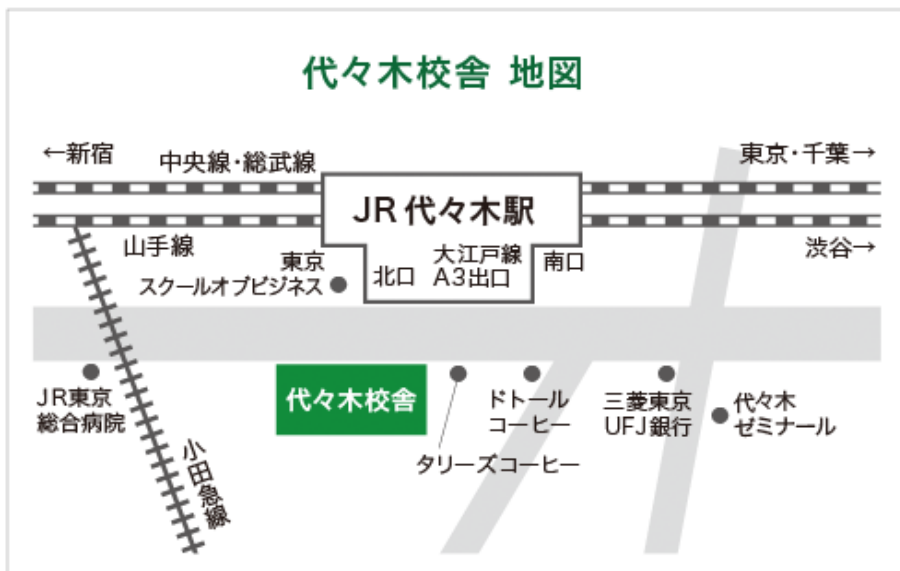 代々木校舎 地図
←新宿
中央線・総武線
東京・千葉→
JR代々木駅
山手線
渋谷→
東京
スクールオブビジネス
北口
大江戸線
A3出口
南口
JR東京
総合病院
代々木校舎
タリーズコーヒー
ドトール
コーヒー
三菱東京
UFJ銀行
代々木
ゼミナール
小田急線